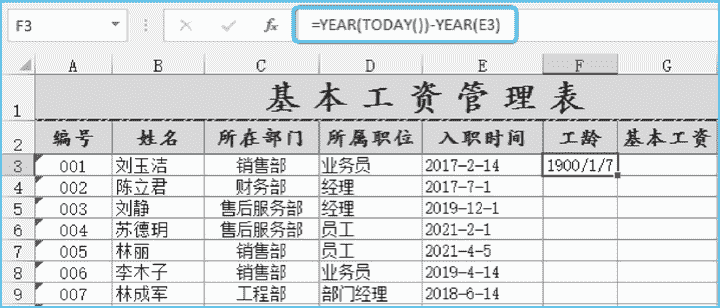 F3 fx =YEAR(TODAY())-YEAR(E3)
A B C D E F G
1 基本工资管理表
2 编号 姓名 所在部门 所属职位 入职时间 工龄 基本工资
3 001 刘玉洁 销售部 业务员 2017-2-14 1900/1/7
4 002 陈立君 财务部 经理 2017-7-1
5 003 刘静 售后服务部 经理 2019-12-1
6 004 苏德玥 售后服务部 员工 2021-2-1
7 005 林丽 销售部 员工 2021-4-5
8 006 李木子 销售部 业务员 2019-4-14
9 007 林成军 工程部 部门经理 2018-6-14